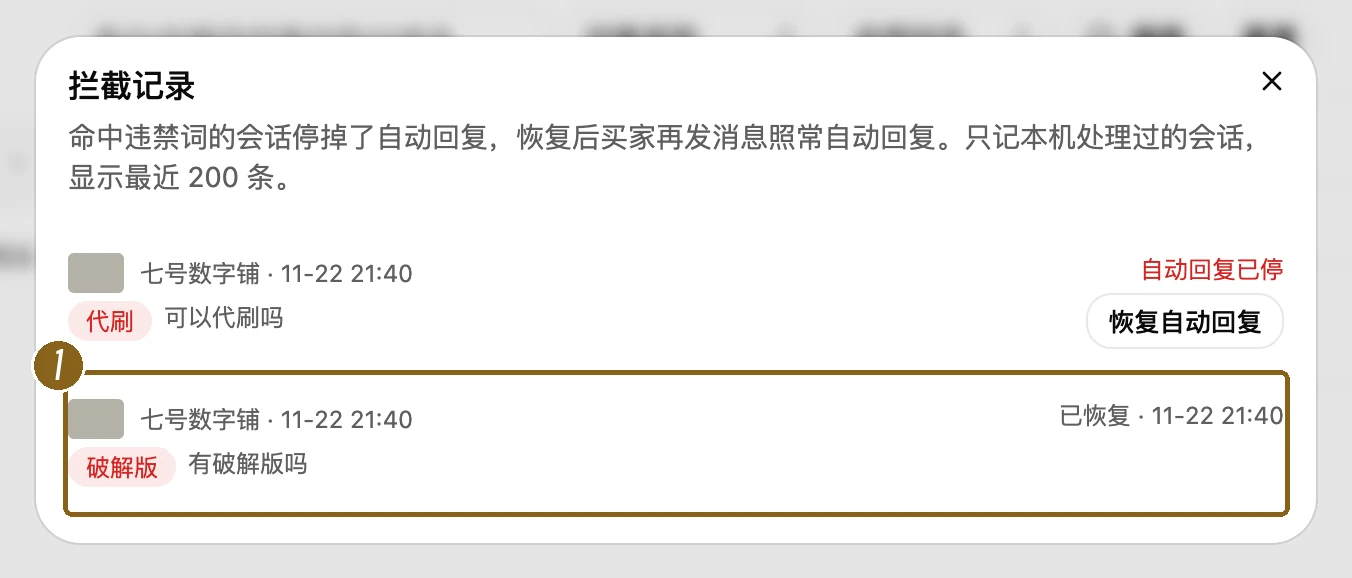 拦截记录
命中违禁词的会话停掉了自动回复，恢复后买家再发消息照常自动回复。只记本机处理过的会话，
显示最近 200 条。
七号数字铺 · 11-22 21:40
自动回复已停
代刷 可以代刷吗
恢复自动回复
1
七号数字铺 · 11-22 21:40
已恢复 · 11-22 21:40
破解版 有破解版吗